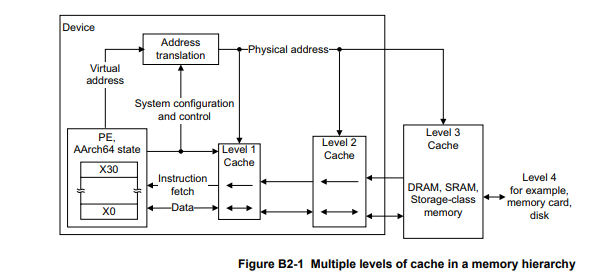 Device
Address
translation
Physical address
Virtual
address
System configuration
and control
PE,
AArch64 state
X30
X0
Instruction
fetch
Data
Level 1
Cache
Level 2
Cache
Level 3
Cache
DRAM, SRAM,
Storage-class
memory
Level 4
for example,
memory card,
disk
Figure B2-1 Multiple levels of cache in a memory hierarchy